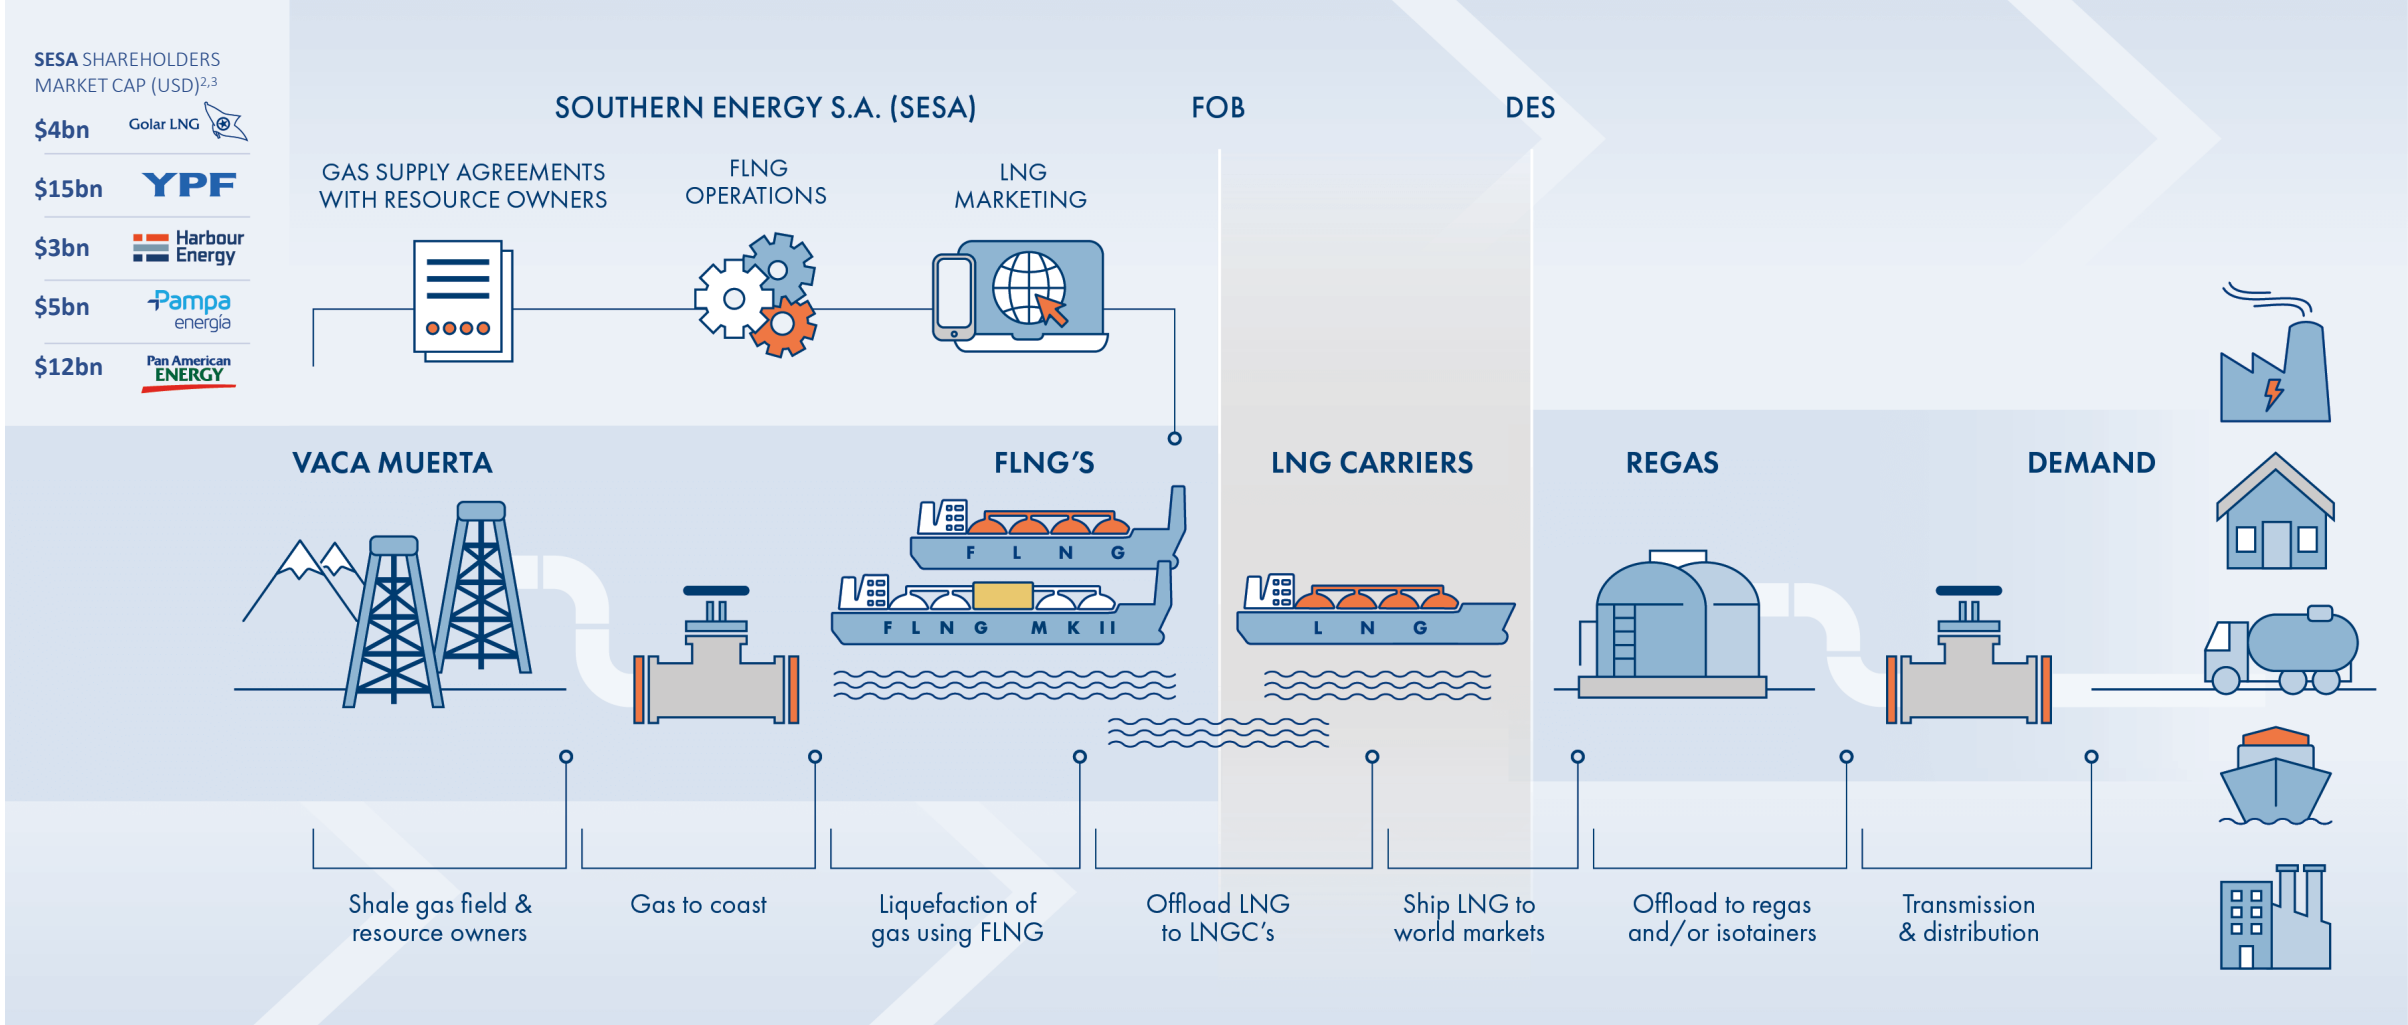 SESA SHAREHOLDERS
MARKET CAP (USD)2,3
$4bn Golar LNG
$15bn YPF
$3bn Harbour
Energy
$5bn Pampa
energía
$12bn Pan American
ENERGY
SOUTHERN ENERGY S.A. (SESA)
FOB
DES
GAS SUPPLY AGREEMENTS
WITH RESOURCE OWNERS
FLNG
OPERATIONS
LNG
MARKETING
VACA MUERTA
FLNG’S
LNG CARRIERS
REGAS
DEMAND
F L N G
F L N G M K II
L N G
Shale gas field &
resource owners
Gas to coast
Liquefaction of
gas using FLNG
Offload LNG
to LNGC’s
Ship LNG to
world markets
Offload to regas
and/or isotainers
Transmission
& distribution